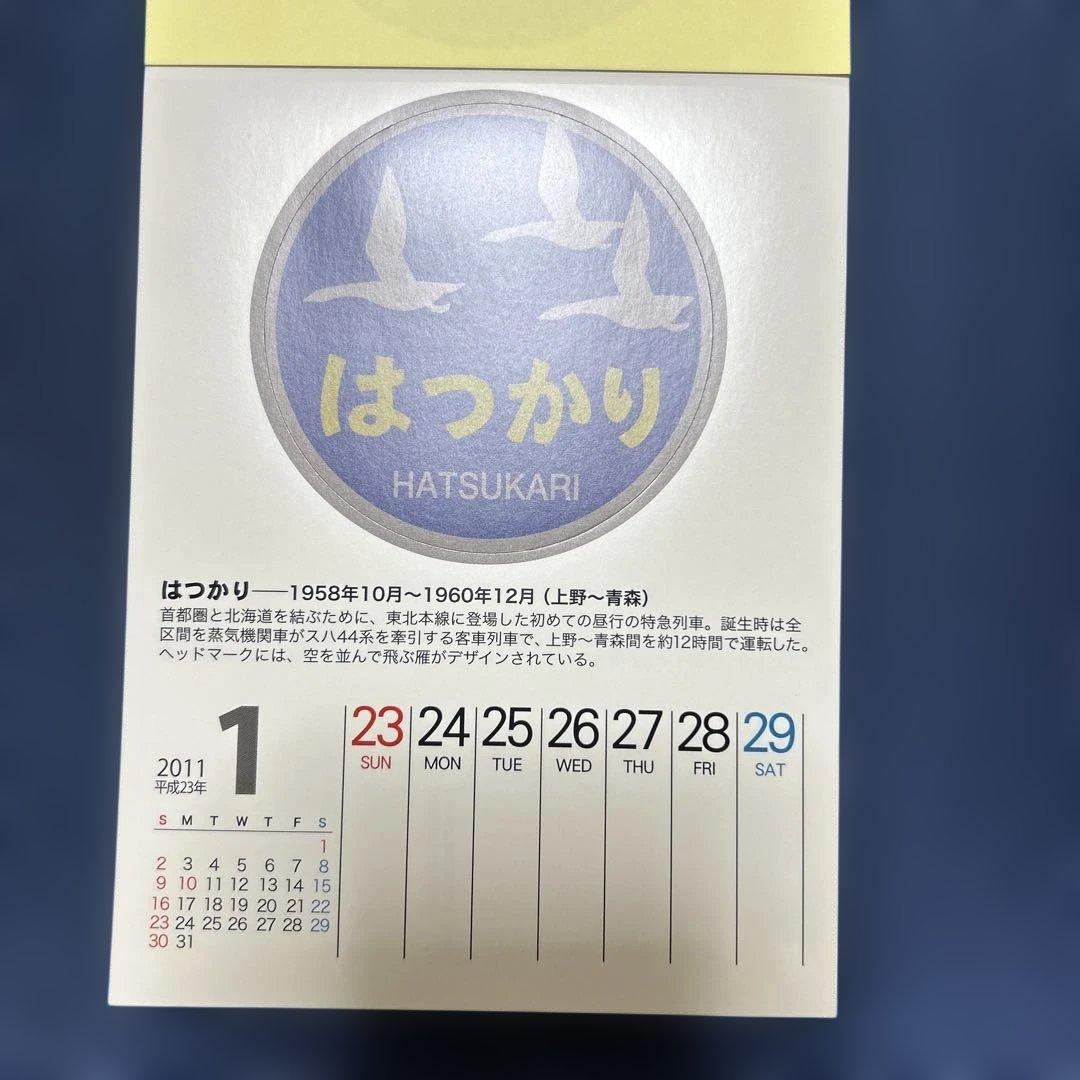 はつかり
HATSUKARI
はつかり──1958年10月〜1960年12月（上野〜青森）
首都圏と北海道を結ぶために、東北本線に登場した初めての昼行の特急列車。誕生時は全
区間を蒸気機関車がスハ44系を牽引する客車列車で、上野〜青森間を約12時間で運転した。
ヘッドマークには、空を並んで飛ぶ雁がデザインされている。
2011
平成23年
1
S M T W T F S
1
2 3 4 5 6 7 8
9 10 11 12 13 14 15
16 17 18 19 20 21 22
23 24 25 26 27 28 29
30 31
23 24 25 26 27 28 29
SUN MON TUE WED THU FRI SAT